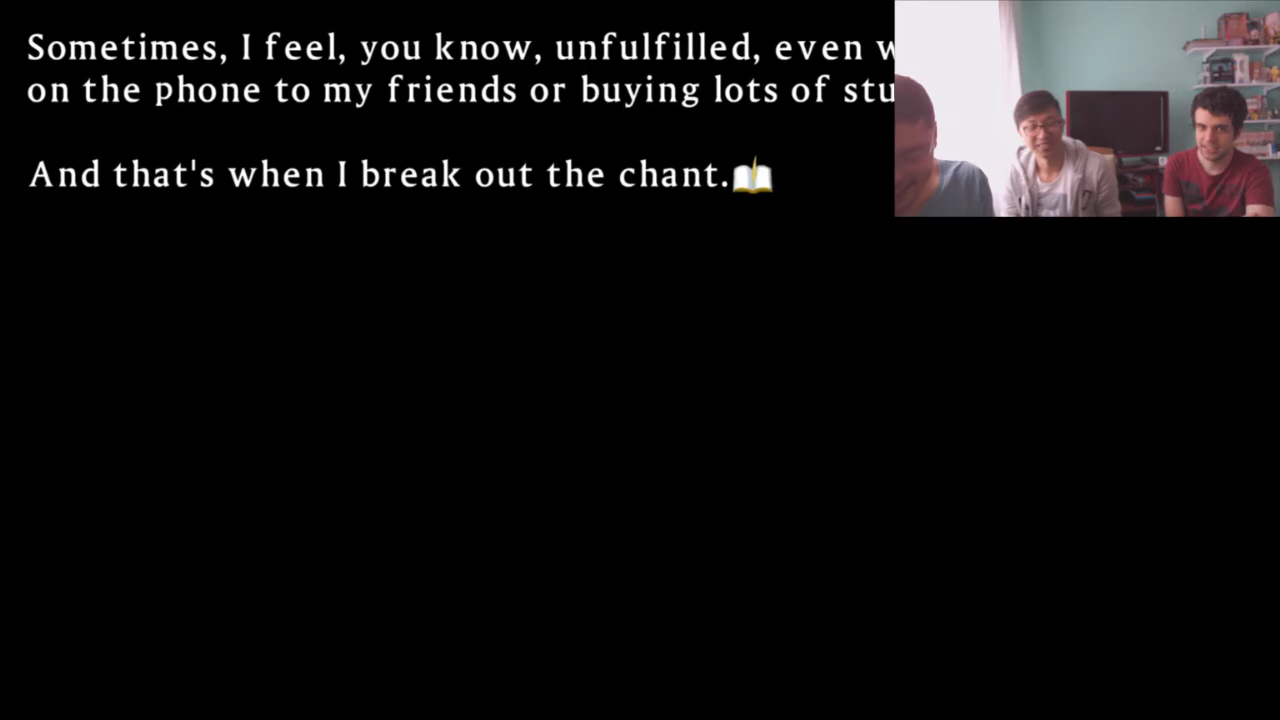 Sometimes, I feel, you know, unfulfilled, even
on the phone to my friends or buying lots of
And that's when I break out the chant.